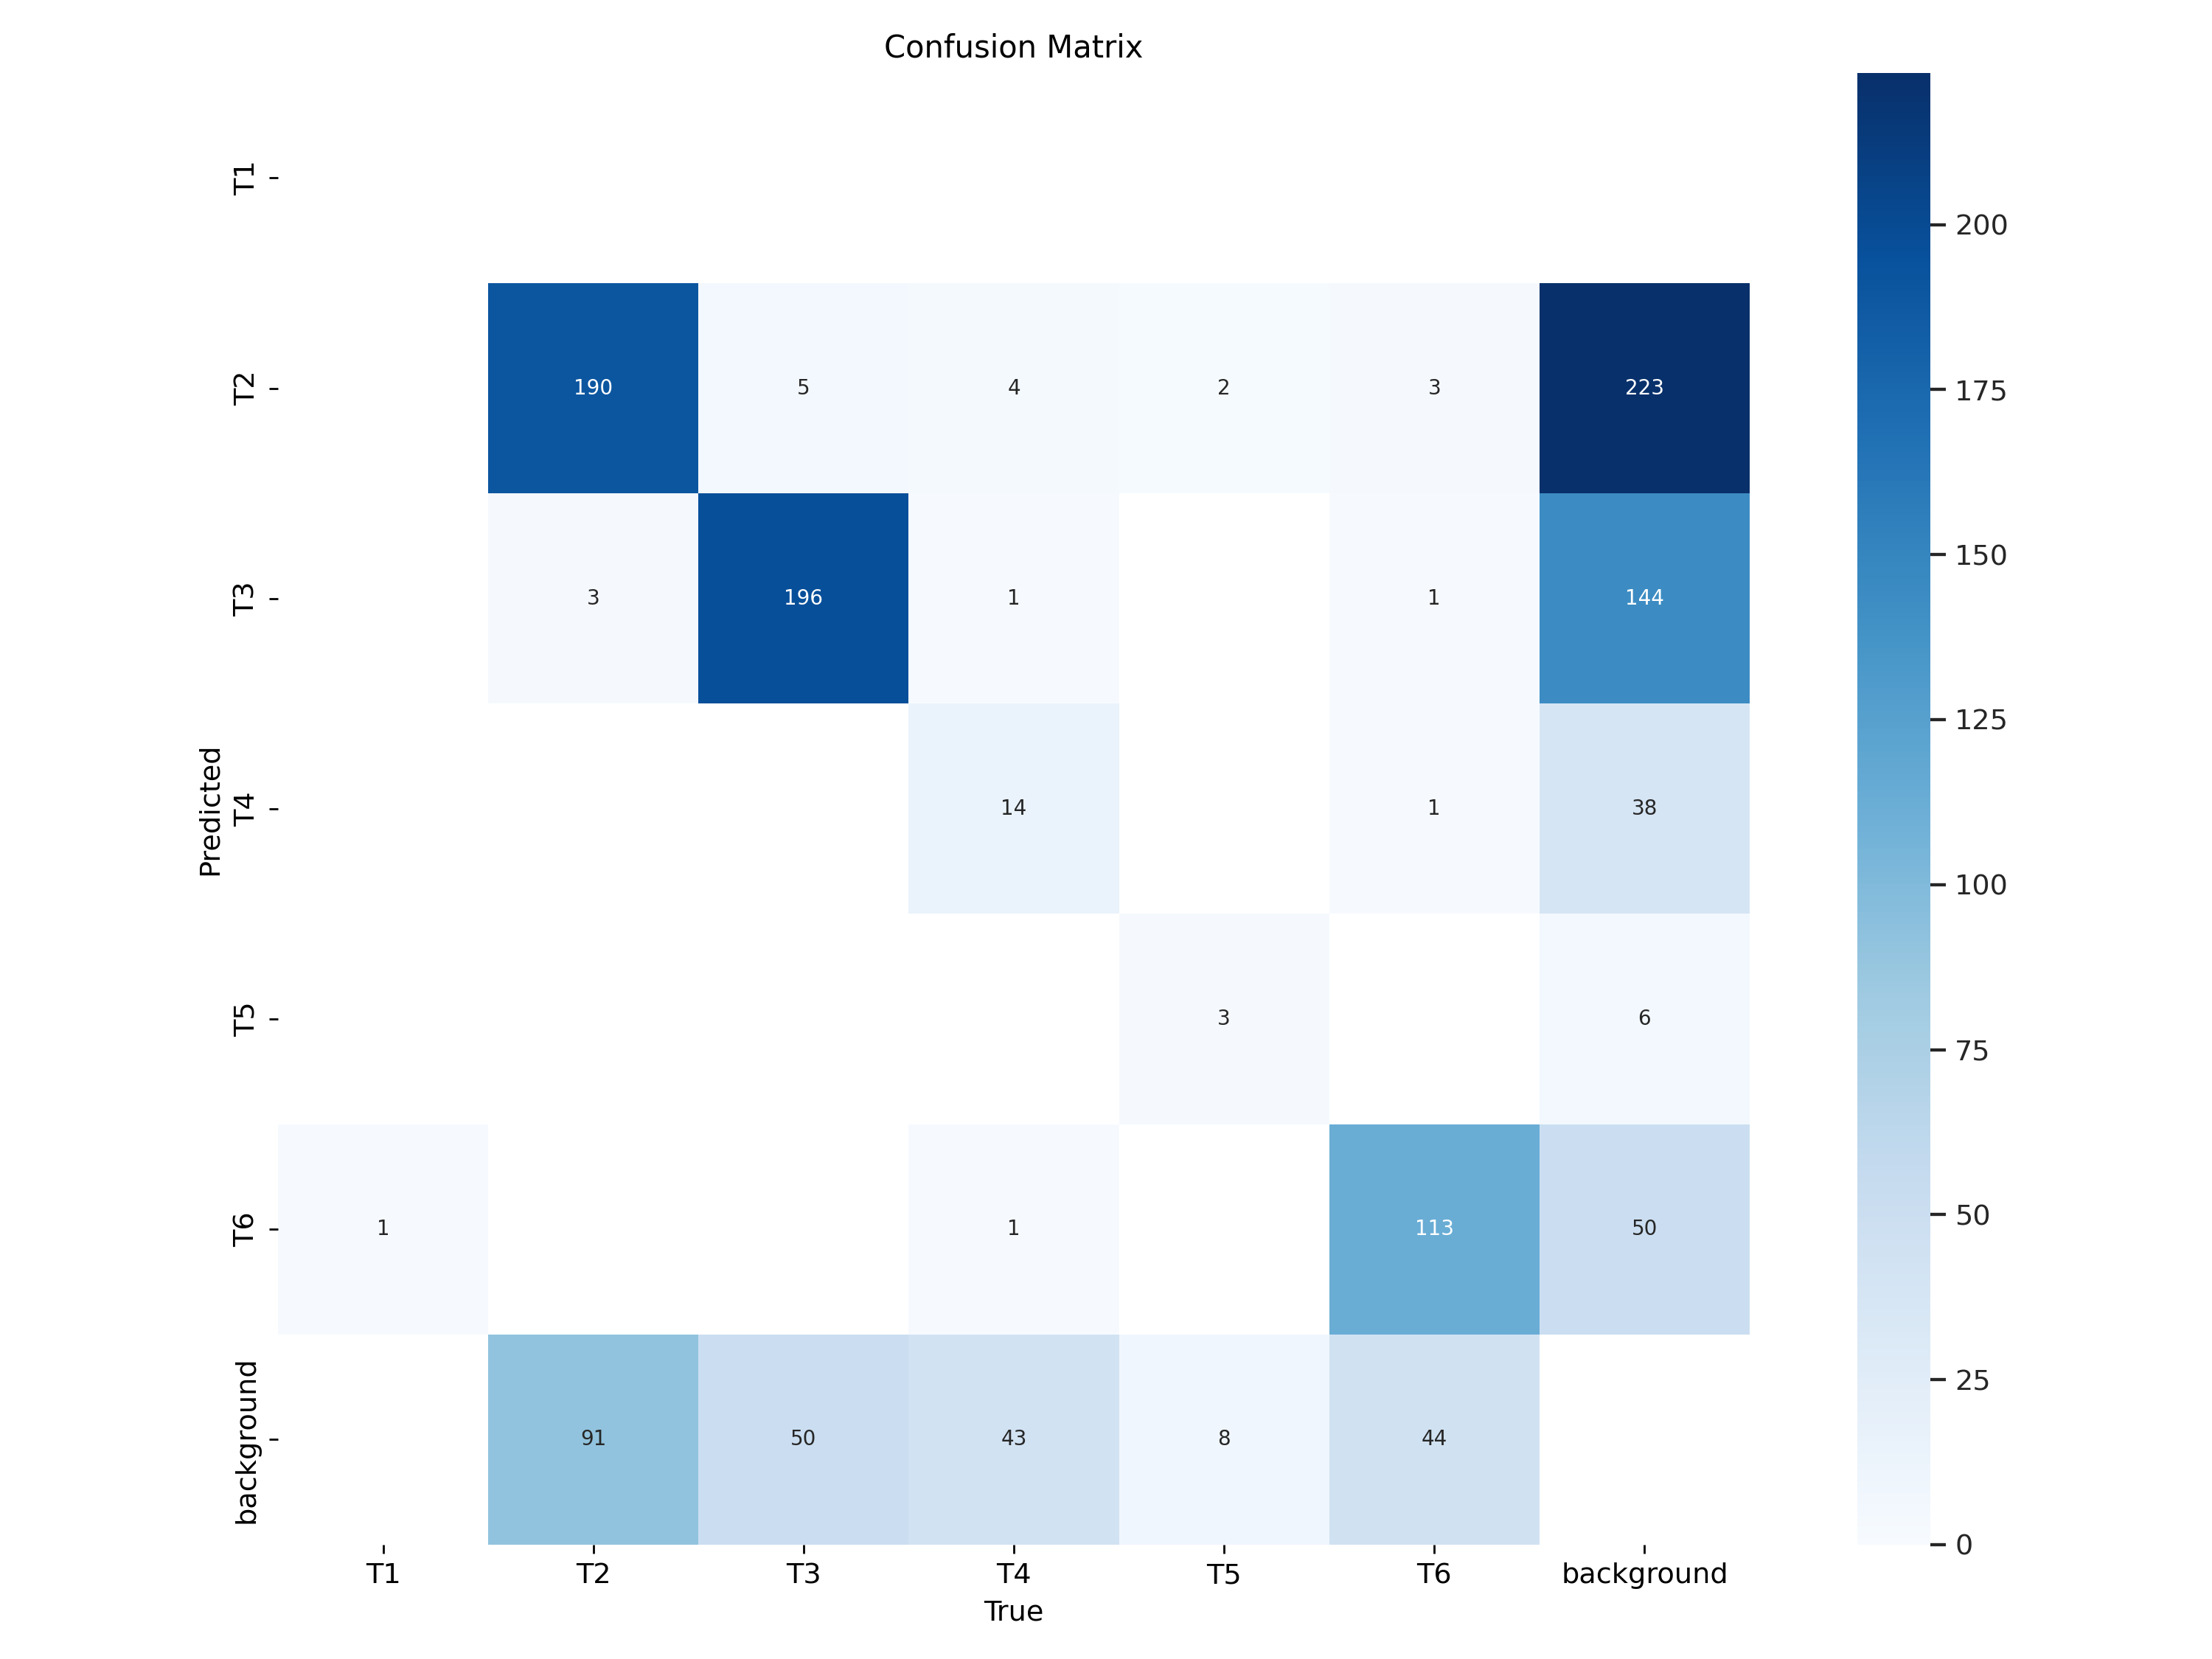 Confusion Matrix
T1
T2 190 5 4 2 3 223
T3 3 196 1 1 144
T4 14 1 38
T5 3 6
T6 1 1 113 50
background 91 50 43 8 44
Predicted
T1 T2 T3 T4 T5 T6 background
True
200
175
150
125
100
75
50
25
0